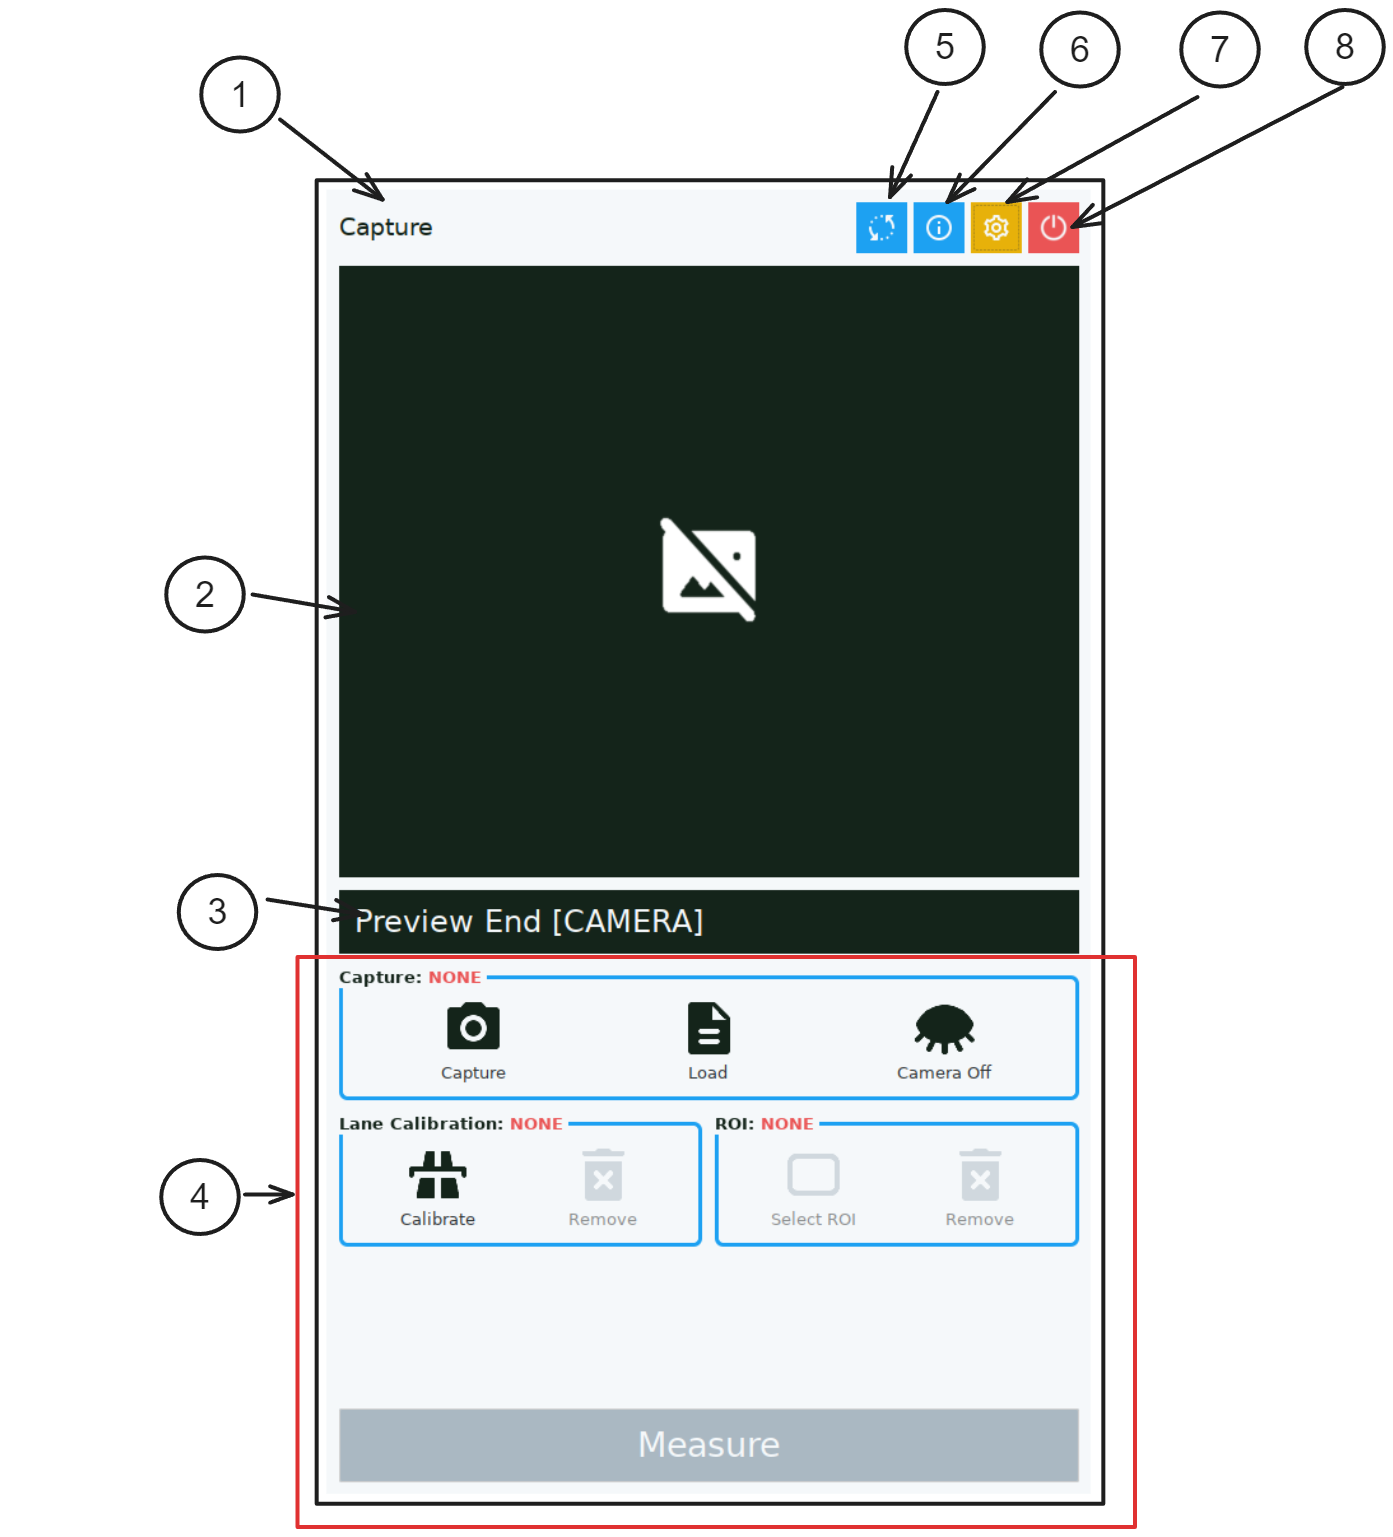 5
6
7
8
1
Capture
2
3
Preview End [CAMERA]
Capture: NONE
Capture
Load
Camera Off
Lane Calibration: NONE
ROI: NONE
4
Calibrate
Remove
Select ROI
Remove
Measure